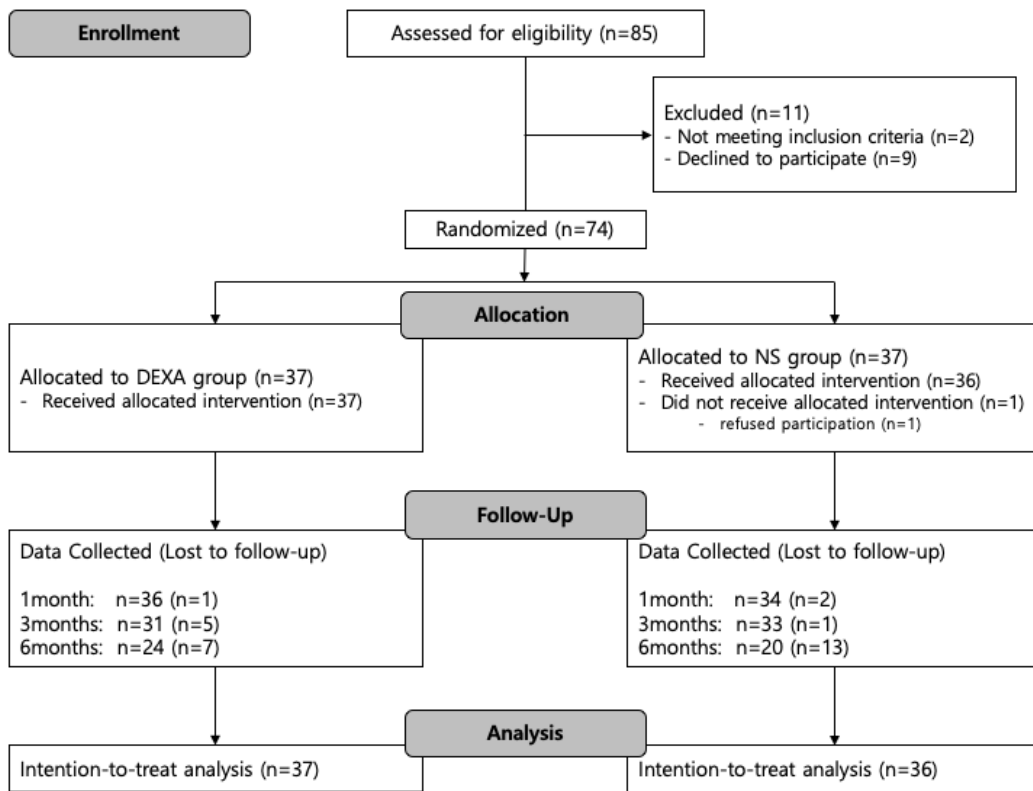 Enrollment
Assessed for eligibility (n=85)
Excluded (n=11)
- Not meeting inclusion criteria (n=2)
- Declined to participate (n=9)
Randomized (n=74)
Allocation
Allocated to DEXA group (n=37)
- Received allocated intervention (n=37)
Allocated to NS group (n=37)
- Received allocated intervention (n=36)
- Did not receive allocated intervention (n=1)
- refused participation (n=1)
Follow-Up
Data Collected (Lost to follow-up)
1month: n=36 (n=1)
3months: n=31 (n=5)
6months: n=24 (n=7)
Data Collected (Lost to follow-up)
1month: n=34 (n=2)
3months: n=33 (n=1)
6months: n=20 (n=13)
Analysis
Intention-to-treat analysis (n=37)
Intention-to-treat analysis (n=36)